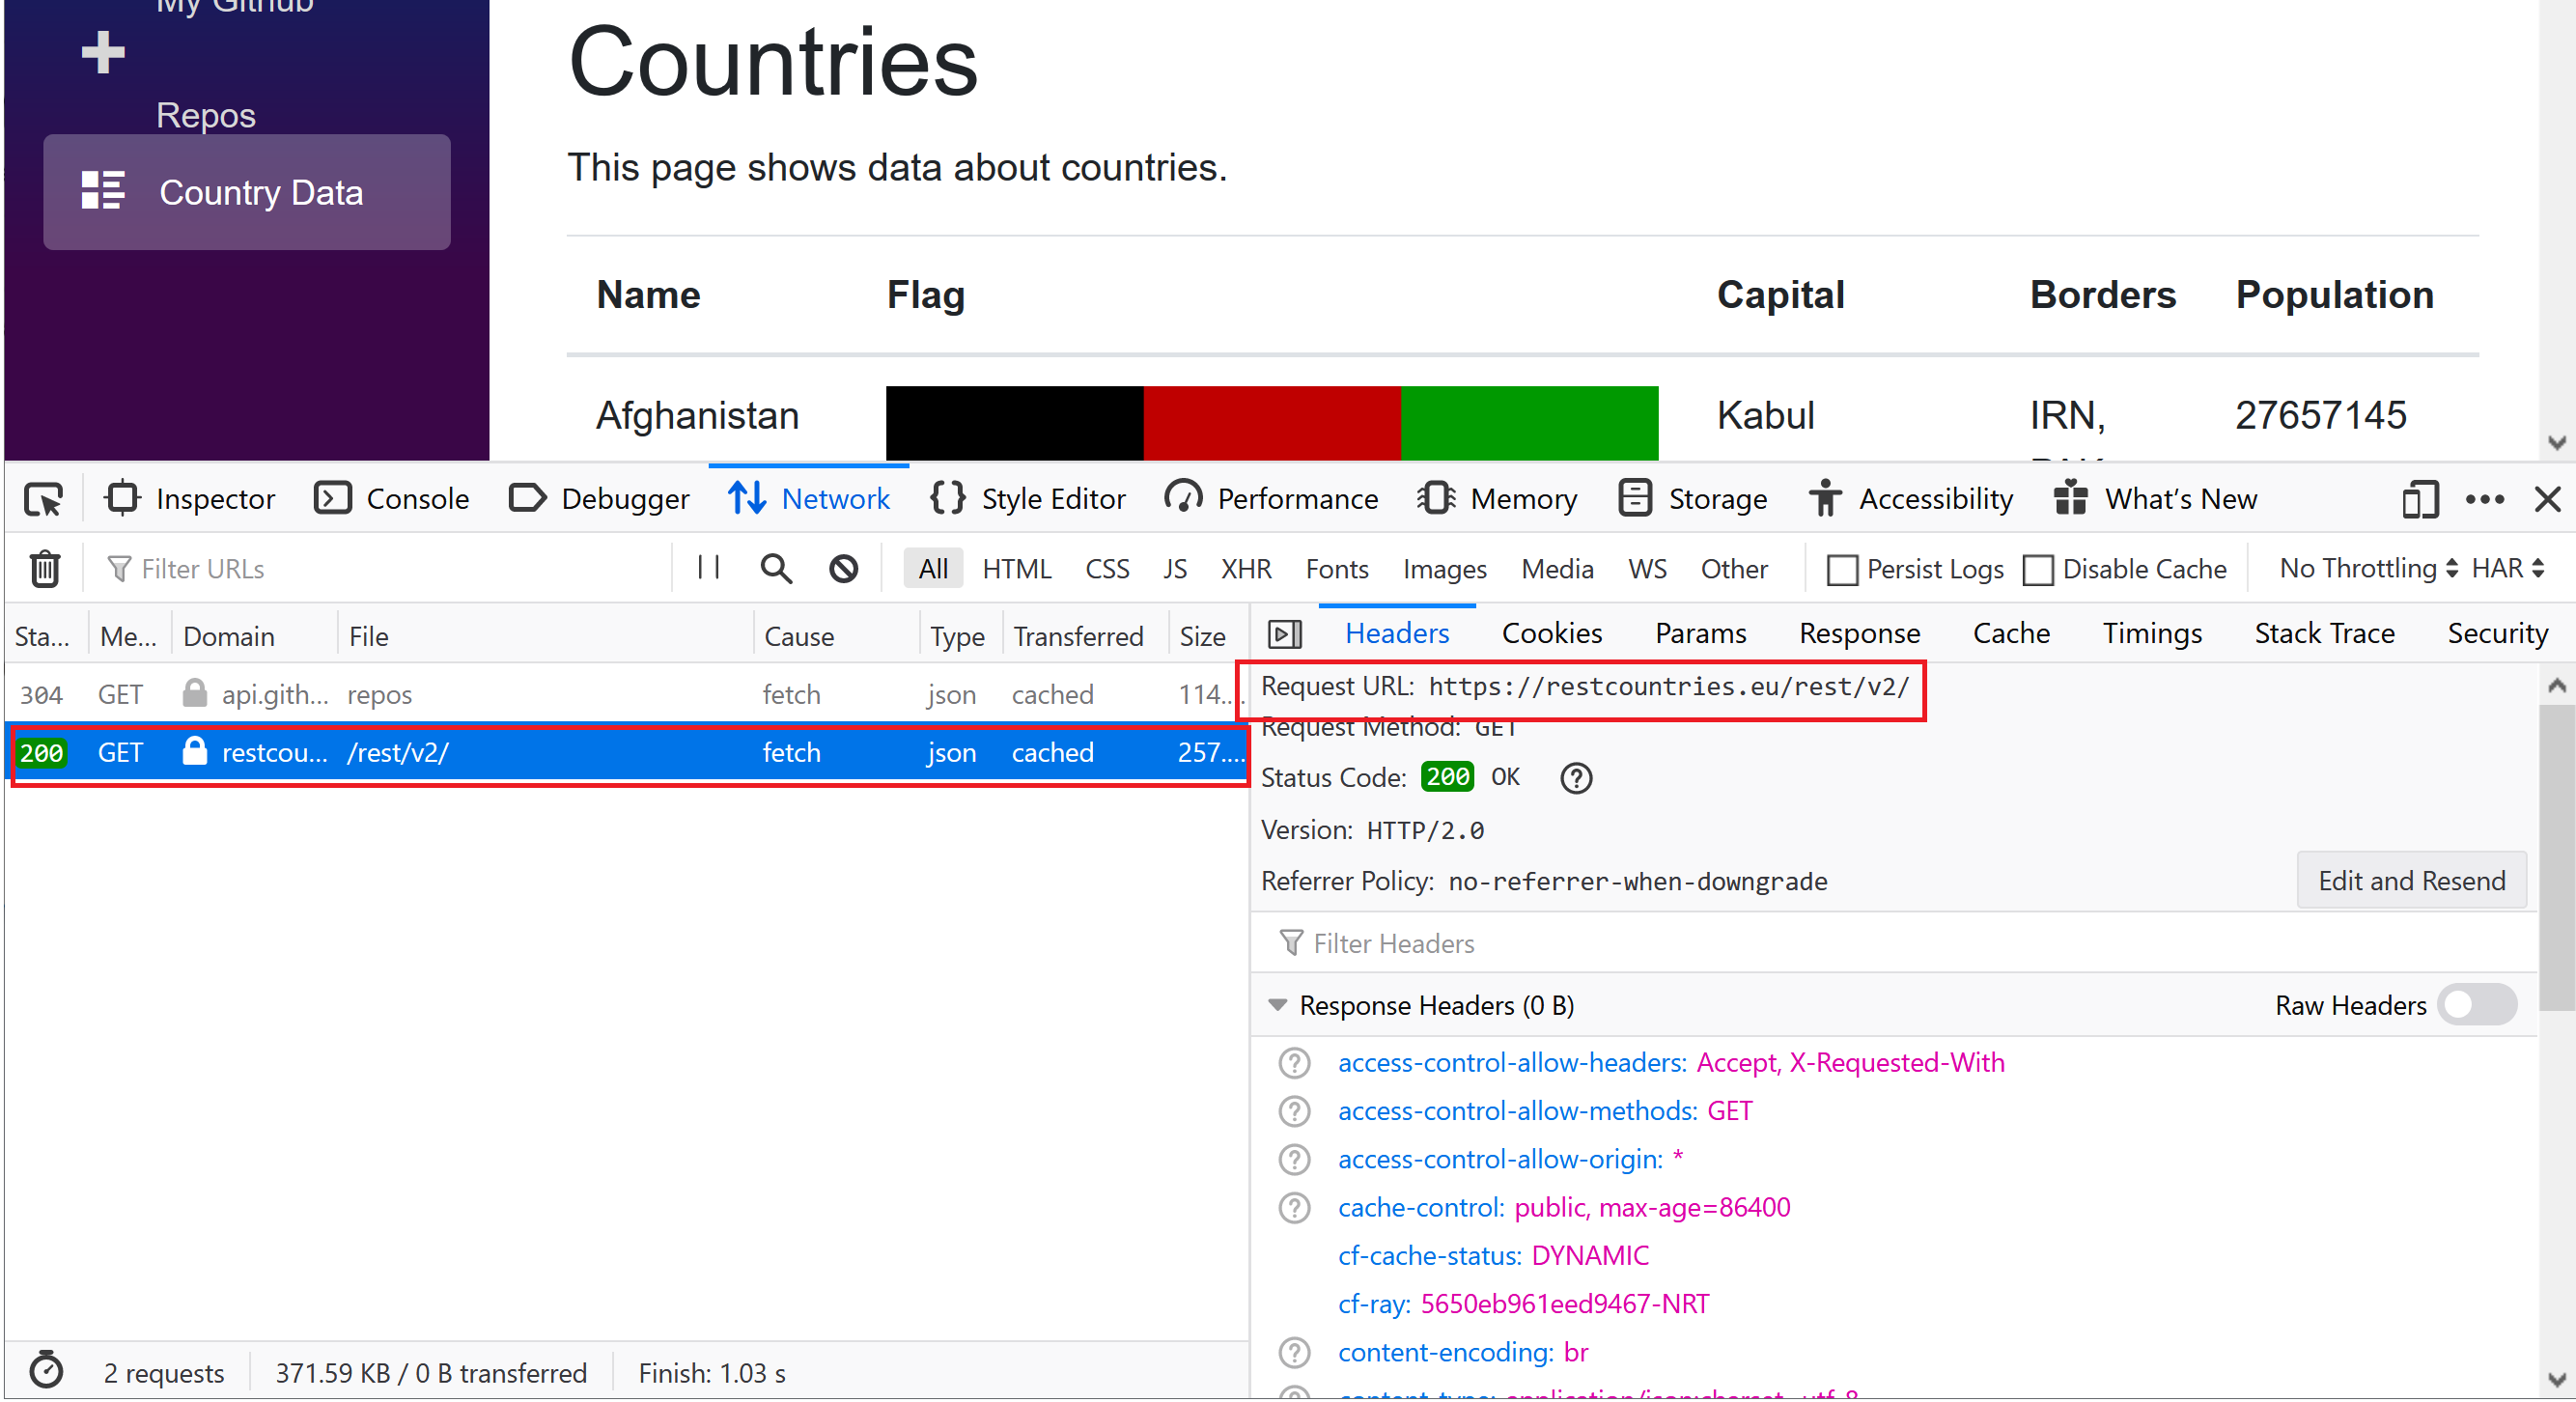 My Github
Repos
Country Data
Countries
This page shows data about countries.
Name Flag Capital Borders Population
Afghanistan Kabul IRN, 27657145
Inspector Console Debugger Network Style Editor Performance Memory Storage Accessibility What's New
Filter URLs All HTML CSS JS XHR Fonts Images Media WS Other Persist Logs Disable Cache No Throttling HAR
Sta... Me... Domain File Cause Type Transferred Size
304 GET api.gith... repos fetch json cached 114....
200 GET restcou... /rest/v2/ fetch json cached 257....
2 requests 371.59 KB / 0 B transferred Finish: 1.03 s
Headers Cookies Params Response Cache Timings Stack Trace Security
Request URL: https://restcountries.eu/rest/v2/
Request Method: GET
Status Code: 200 OK
Version: HTTP/2.0
Referrer Policy: no-referrer-when-downgrade Edit and Resend
Filter Headers
Response Headers (0 B) Raw Headers
access-control-allow-headers: Accept, X-Requested-With
access-control-allow-methods: GET
access-control-allow-origin: *
cache-control: public, max-age=86400
cf-cache-status: DYNAMIC
cf-ray: 5650eb961eed9467-NRT
content-encoding: br
content-type: application/json;charset=utf-8